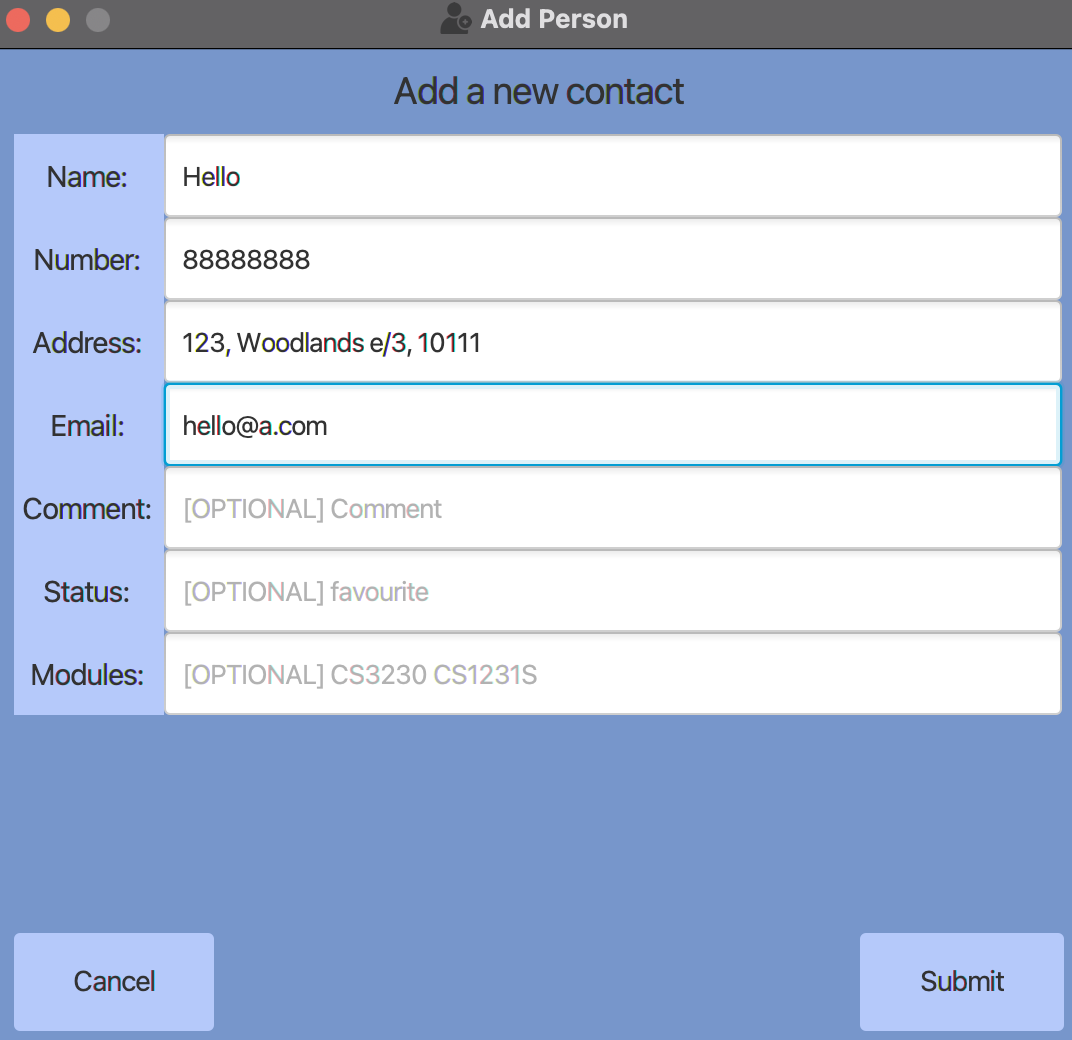 Add Person
Add a new contact
Name: Hello
Number: 88888888
Address: 123, Woodlands e/3, 10111
Email: hello@a.com
Comment: [OPTIONAL] Comment
Status: [OPTIONAL] favourite
Modules: [OPTIONAL] CS3230 CS1231S
Cancel Submit